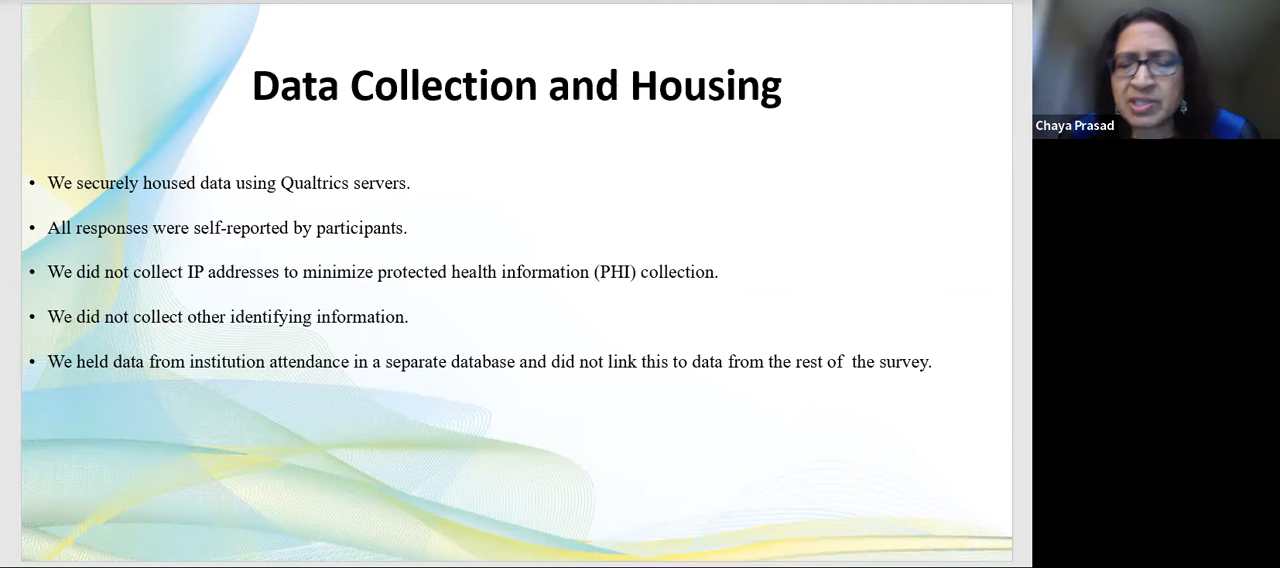 Data Collection and Housing
• We securely housed data using Qualtrics servers.
• All responses were self-reported by participants.
• We did not collect IP addresses to minimize protected health information (PHI) collection.
• We did not collect other identifying information.
• We held data from institution attendance in a separate database and did not link this to data from the rest of  the survey.
Chaya Prasad